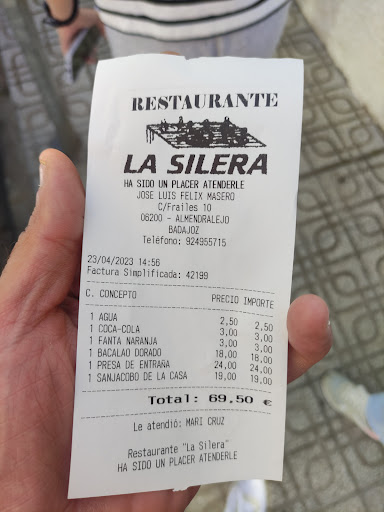 RESTAURANTE
LA SILERA
HA SIDO UN PLACER ATENDERLE
JOSE LUIS FELIX MASERO
C/Frailes 10
06200 - ALMENDRALEJO
BADAJOZ
Teléfono: 924955715
23/04/2023 14:56
Factura Simplificada: 42199
C. CONCEPTO PRECIO IMPORTE
1 AGUA 2,50 2,50
1 COCA-COLA 3,00 3,00
1 FANTA NARANJA 3,00 3,00
1 BACALAO DORADO 18,00 18,00
1 PRESA DE ENTRAÑA 24,00 24,00
1 SANJACOBO DE LA CASA 19,00 19,00
Total: 69,50 €
Le atendió: MARI CRUZ
Restaurante "La Silera"
HA SIDO UN PLACER ATENDERLE